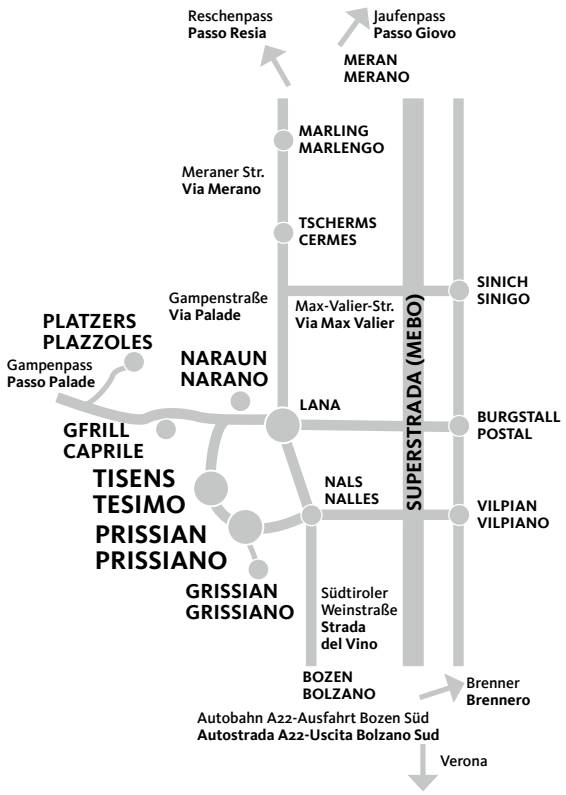 Reschenpass
Passo Resia
Jaufenpass
Passo Giovo
MERAN
MERANO
MARLING
MARLENGO
Meraner Str.
Via Merano
TSCHERMS
CERMES
SINICH
SINIGO
Gampenstraße
Via Palade
Max-Valier-Str.
Via Max Valier
SUPERSTRADA (MEBO)
PLATZERS
PLAZZOLES
Gampenpass
Passo Palade
NARAUN
NARANO
LANA
BURGSTALL
POSTAL
GFRILL
CAPRILE
TISENS
TESIMO
NALS
NALLES
VILPIAN
VILPIANO
PRISSIAN
PRISSIANO
GRISSIAN
GRISSIANO
Südtiroler
Weinstraße
Strada
del Vino
BOZEN
BOLZANO
Brenner
Brennero
Autobahn A22-Ausfahrt Bozen Süd
Autostrada A22-Uscita Bolzano Sud
Verona